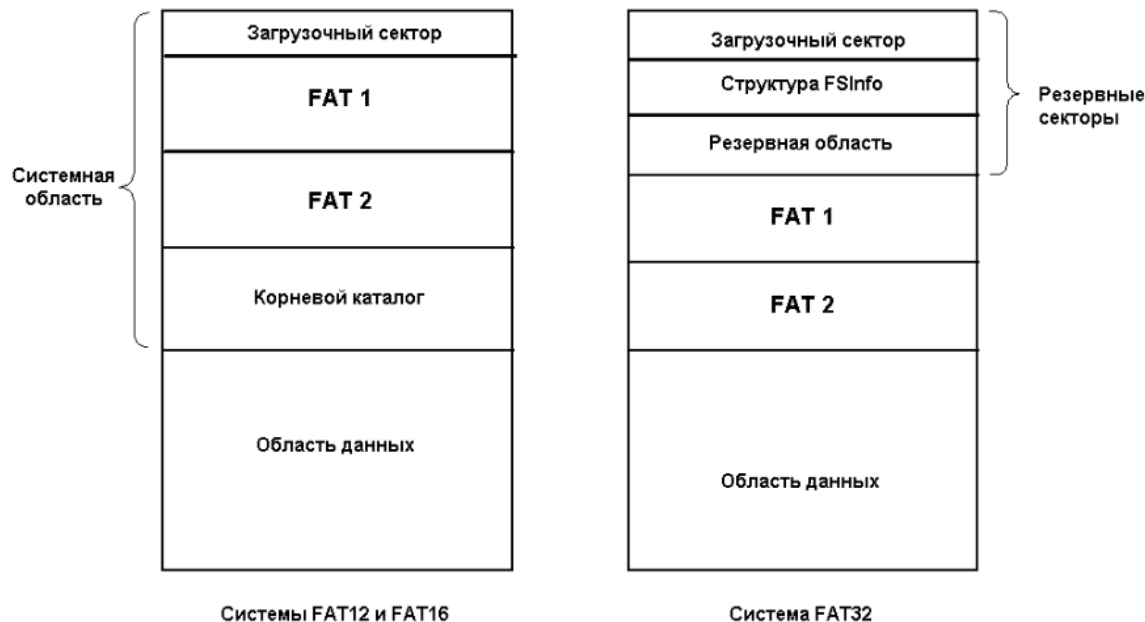 Загрузочный сектор
FAT 1
FAT 2
Корневой каталог
Область данных
Системная
область
Системы FAT12 и FAT16
Загрузочный сектор
Структура FSInfo
Резервная область
FAT 1
FAT 2
Область данных
Резервные
секторы
Система FAT32